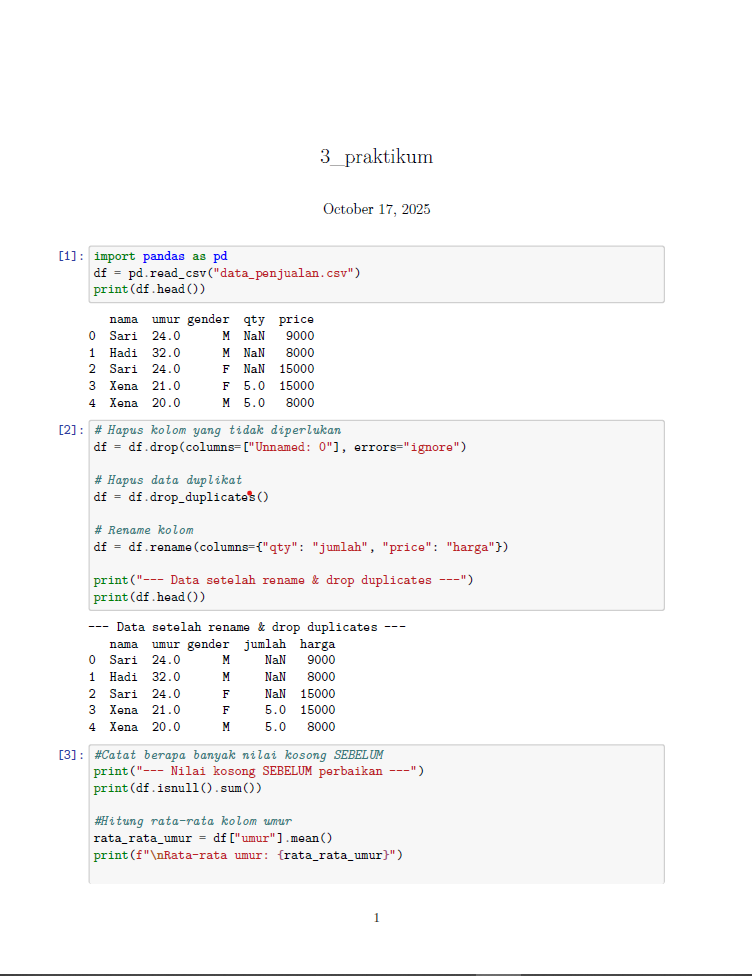 3_praktikum
October 17, 2025
[1]: import pandas as pd
df = pd.read_csv("data_penjualan.csv")
print(df.head())
   nama  umur gender  qty  price
0  Sari  24.0      M  NaN   9000
1  Hadi  32.0      M  NaN   8000
2  Sari  24.0      F  NaN  15000
3  Xena  21.0      F  5.0  15000
4  Xena  20.0      M  5.0   8000
[2]: # Hapus kolom yang tidak diperlukan
df = df.drop(columns=["Unnamed: 0"], errors="ignore")
# Hapus data duplikat
df = df.drop_duplicates()
# Rename kolom
df = df.rename(columns={"qty": "jumlah", "price": "harga"})
print("--- Data setelah rename & drop duplicates ---")
print(df.head())
--- Data setelah rename & drop duplicates ---
   nama  umur gender  jumlah  harga
0  Sari  24.0      M     NaN   9000
1  Hadi  32.0      M     NaN   8000
2  Sari  24.0      F     NaN  15000
3  Xena  21.0      F     5.0  15000
4  Xena  20.0      M     5.0   8000
[3]: #Catat berapa banyak nilai kosong SEBELUM
print("--- Nilai kosong SEBELUM perbaikan ---")
print(df.isnull().sum())
#Hitung rata-rata kolom umur
rata_rata_umur = df["umur"].mean()
print(f"\nRata-rata umur: {rata_rata_umur}")
1